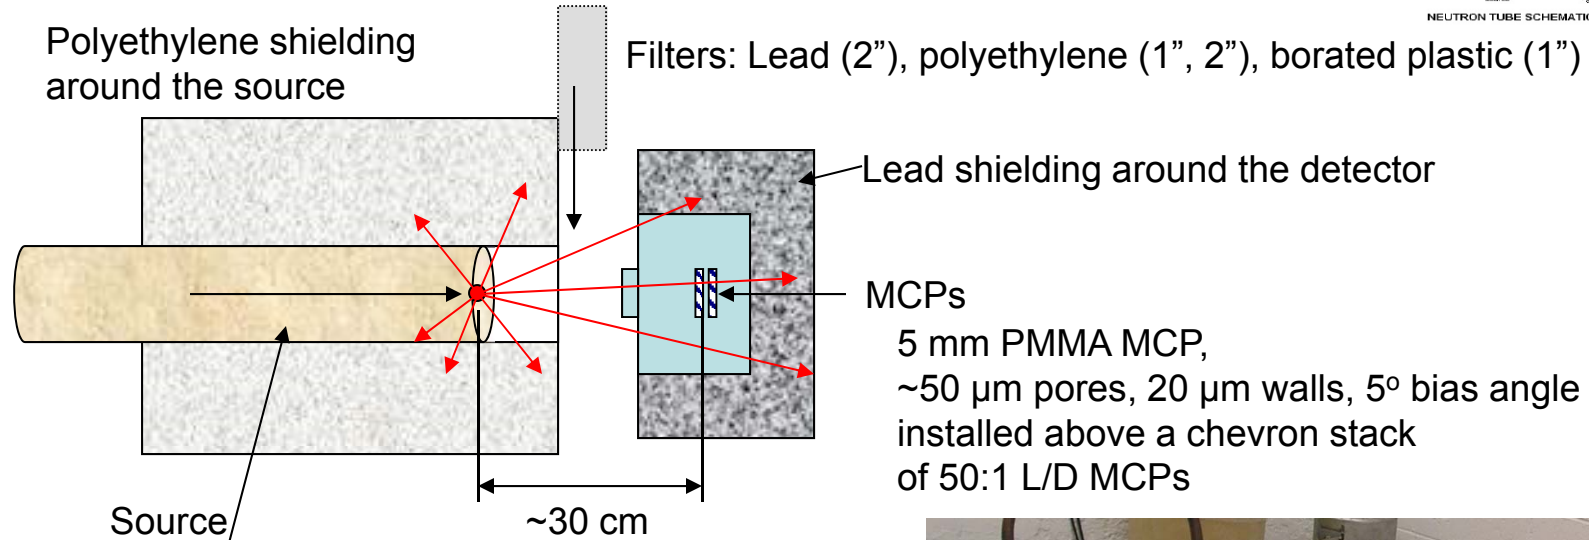 NEUTRON TUBE SCHEMATIC
Polyethylene shielding
around the source
Filters: Lead (2”), polyethylene (1”, 2”), borated plastic (1”)
Lead shielding around the detector
MCPs
5 mm PMMA MCP,
~50 µm pores, 20 µm walls, 5º bias angle
installed above a chevron stack
of 50:1 L/D MCPs
Source
~30 cm